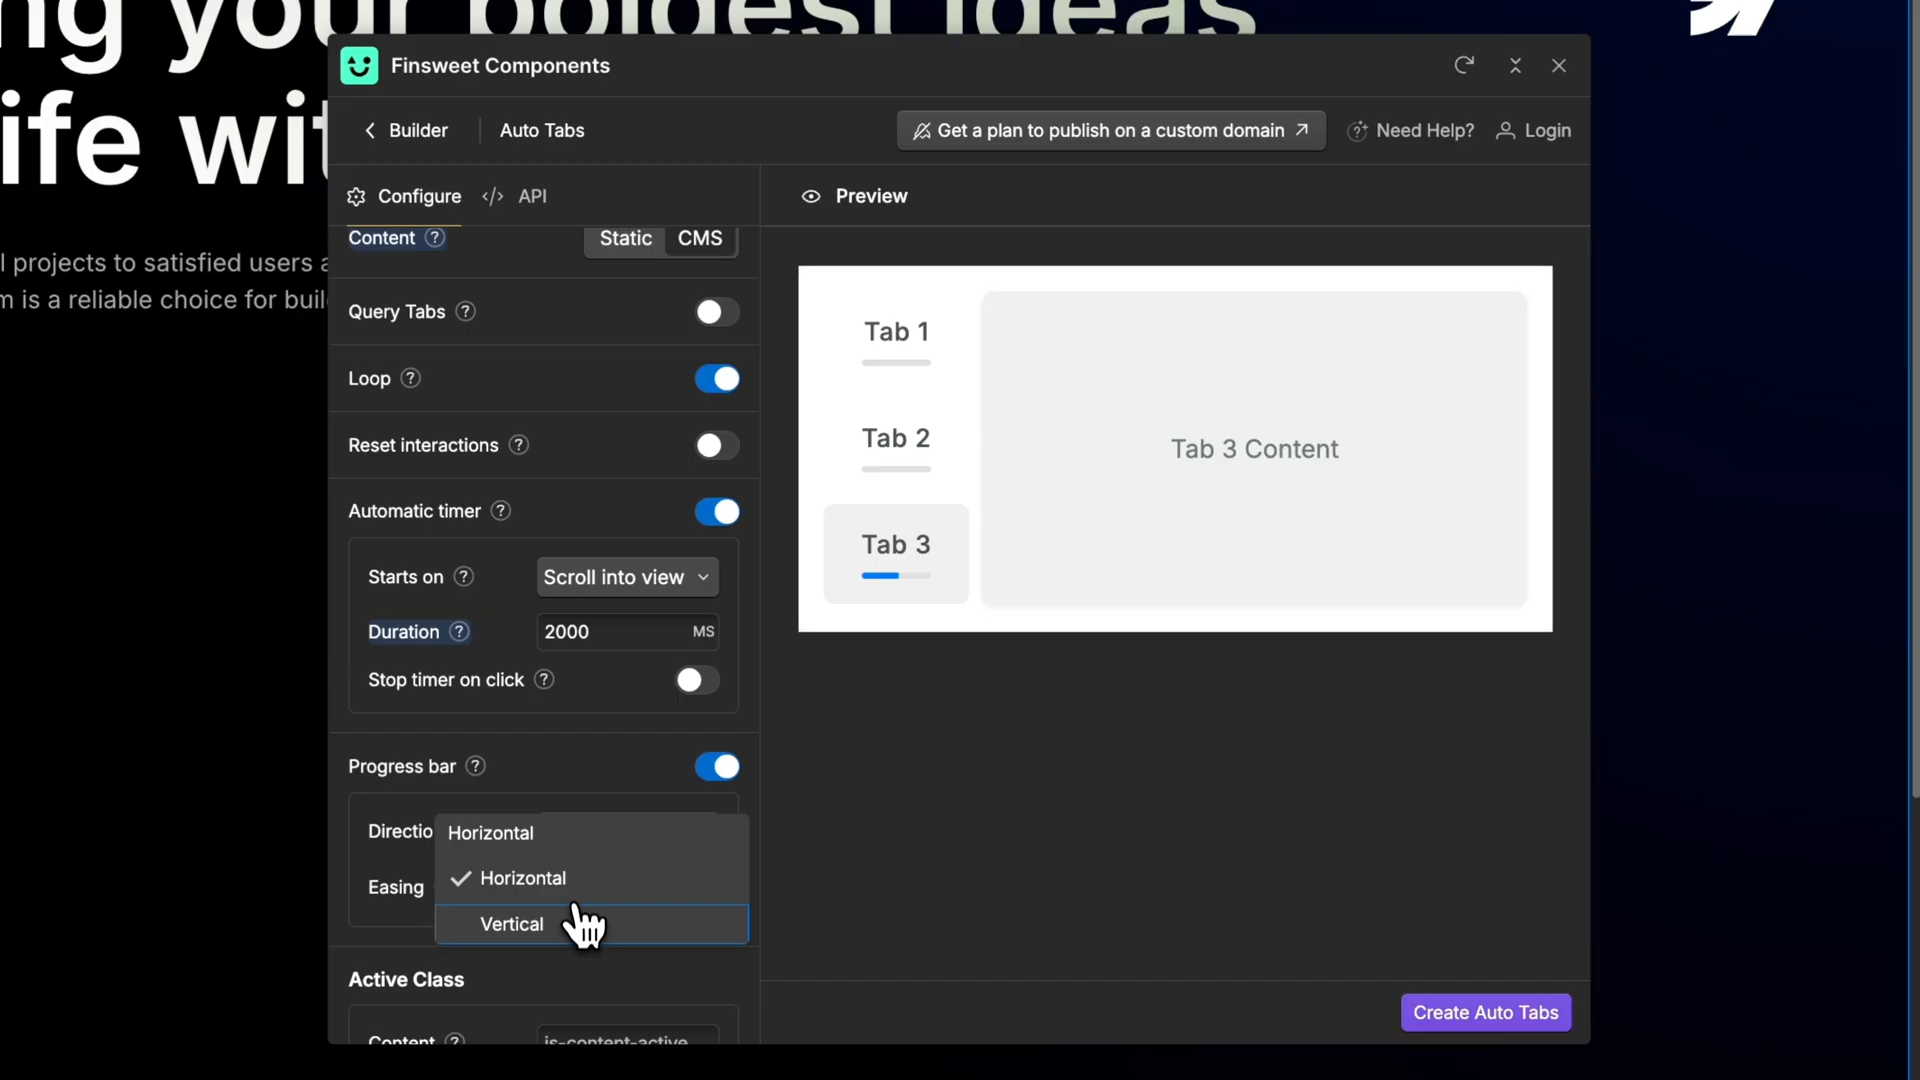 ng your boldest ideas
ife wit
l projects to satisfied users a
m is a reliable choice for buil
Finsweet Components
Builder
Auto Tabs
Get a plan to publish on a custom domain
Need Help?
Login
Configure
</> API
Preview
Content ?
Static CMS
Query Tabs ?
Loop ?
Reset interactions ?
Automatic timer ?
Starts on ?
Scroll into view
Duration ?
2000 MS
Stop timer on click ?
Progress bar ?
Directio
Horizontal
Horizontal
Easing
Vertical
Active Class
Content ?
is-content-active
Tab 1
Tab 2
Tab 3
Tab 3 Content
Create Auto Tabs